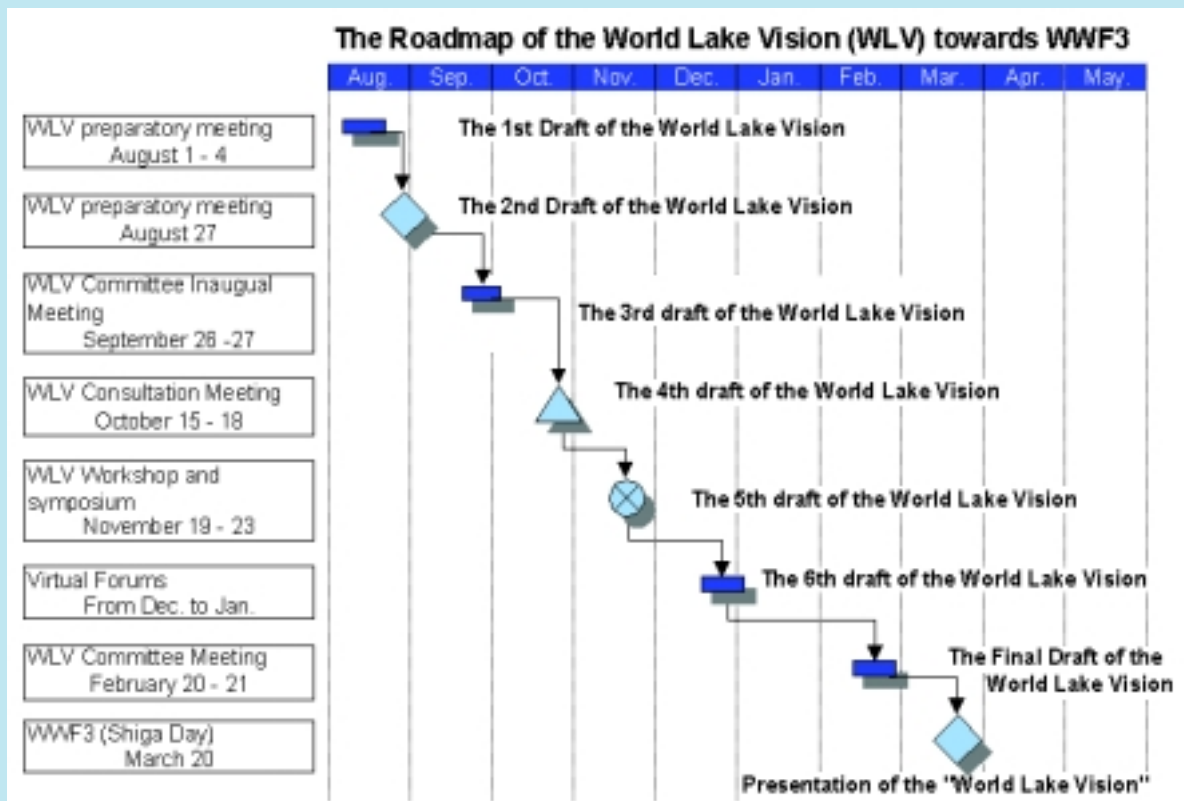 The Roadmap of the World Lake Vision (WLV) towards WWF3
Aug. Sep. Oct. Nov. Dec. Jan. Feb. Mar. Apr. May.
WLV preparatory meeting
August 1 - 4
The 1st Draft of the World Lake Vision
WLV preparatory meeting
August 27
The 2nd Draft of the World Lake Vision
WLV Committee Inaugual
Meeting
September 26 -27
The 3rd draft of the World Lake Vision
WLV Consultation Meeting
October 15 - 18
The 4th draft of the World Lake Vision
WLV Workshop and
symposium
November 19 - 23
The 5th draft of the World Lake Vision
Virtual Forums
From Dec. to Jan.
The 6th draft of the World Lake Vision
WLV Committee Meeting
February 20 - 21
The Final Draft of the
World Lake Vision
WWF3 (Shiga Day)
March 20
Presentation of the "World Lake Vision"